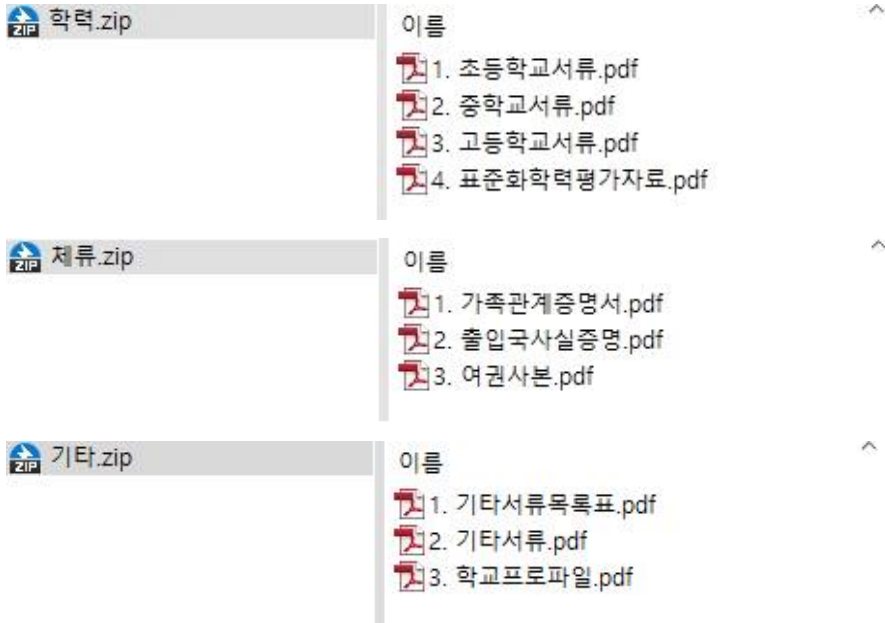 학력.zip
이름
1. 초등학교서류.pdf
2. 중학교서류.pdf
3. 고등학교서류.pdf
4. 표준화학력평가자료.pdf
체류.zip
이름
1. 가족관계증명서.pdf
2. 출입국사실증명.pdf
3. 여권사본.pdf
기타.zip
이름
1. 기타서류목록표.pdf
2. 기타서류.pdf
3. 학교프로파일.pdf